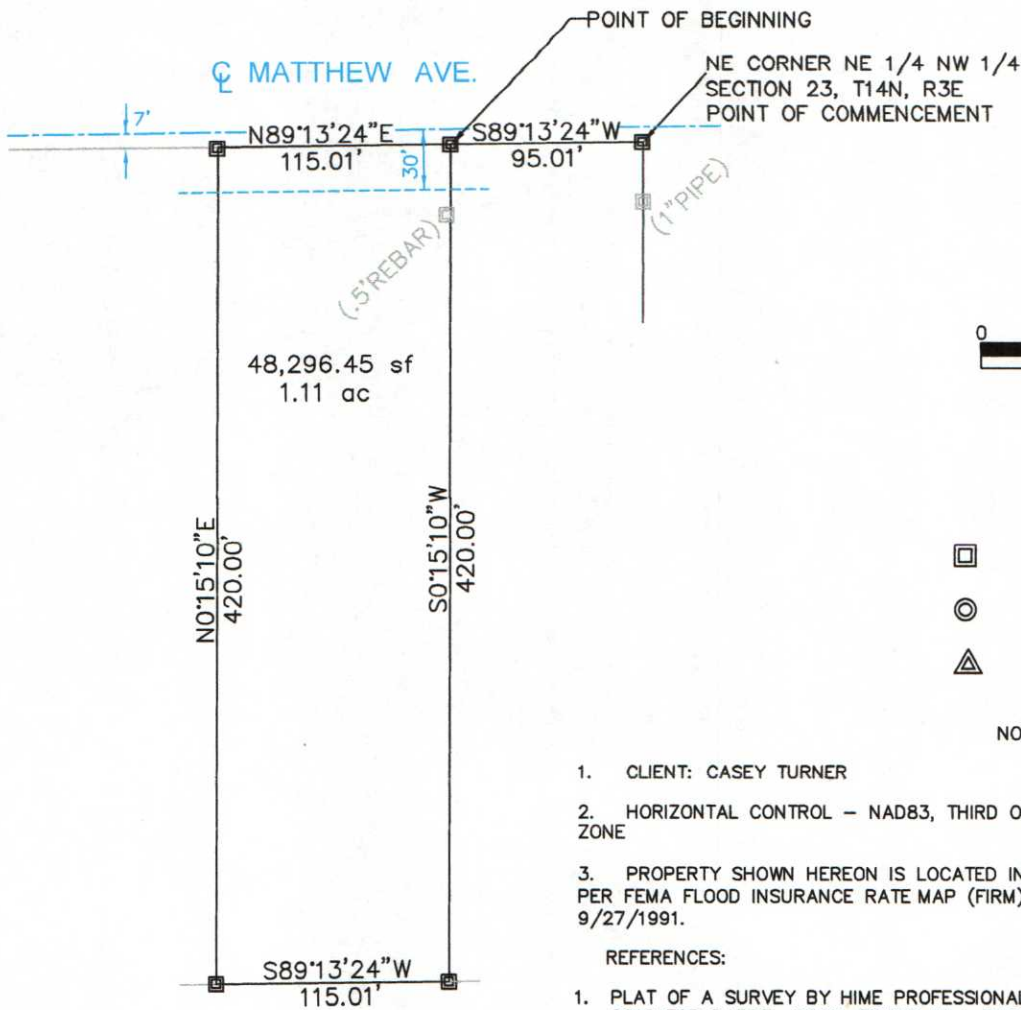 POINT OF BEGINNING
℄ MATTHEW AVE.
NE CORNER NE 1/4 NW 1/4
SECTION 23, T14N, R3E
POINT OF COMMENCEMENT
7'
N89°13'24"E
115.01'
30'
S89°13'24"W
95.01'
(.5'REBAR)
(1"PIPE)
48,296.45 sf
1.11 ac
0
N0°15'10"E
420.00'
S0°15'10"W
420.00'
NO
1. CLIENT: CASEY TURNER
2. HORIZONTAL CONTROL – NAD83, THIRD O
ZONE
3. PROPERTY SHOWN HEREON IS LOCATED IN
PER FEMA FLOOD INSURANCE RATE MAP (FIRM)
9/27/1991.
REFERENCES:
1. PLAT OF A SURVEY BY HIME PROFESSIONAL
S89°13'24"W
115.01'